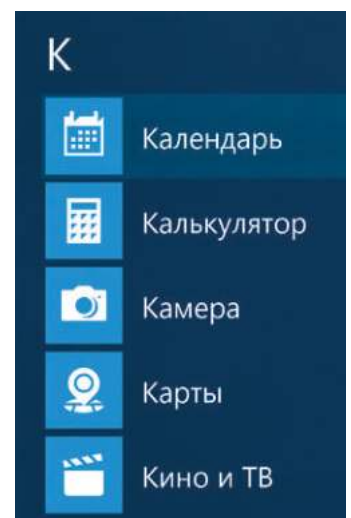 К
Календарь
Калькулятор
Камера
Карты
Кино и ТВ